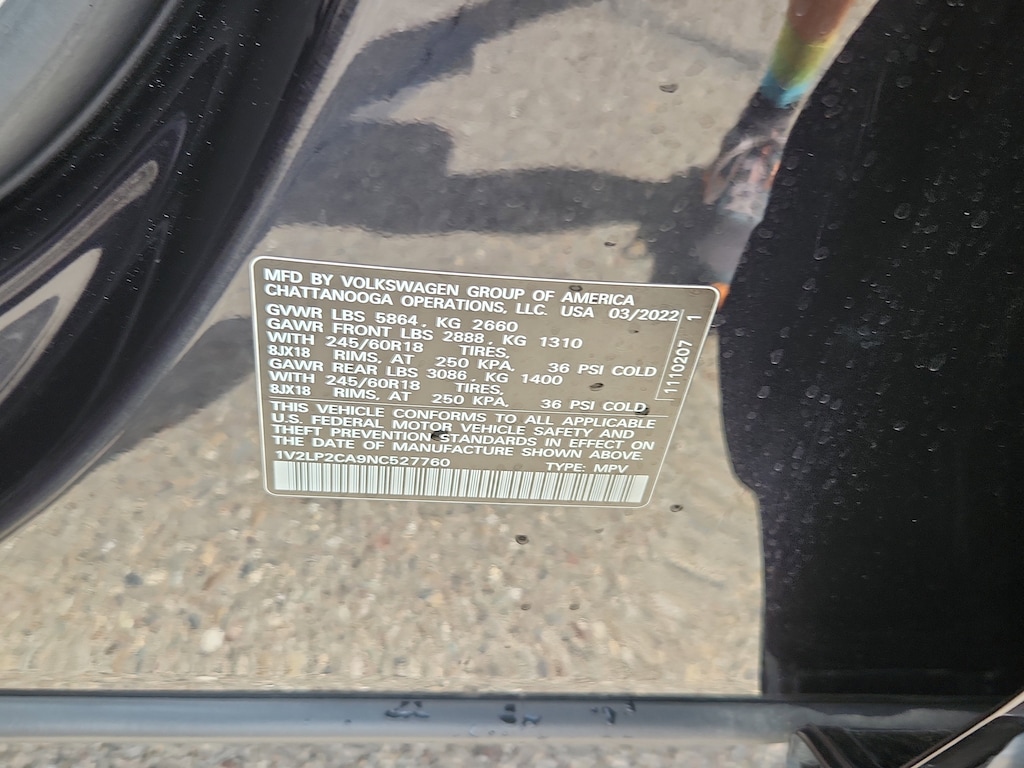 MFD BY VOLKSWAGEN GROUP OF AMERICA
CHATTANOOGA OPERATIONS, LLC. USA 03/2022
GVWR LBS 5864, KG 2660
GAWR FRONT LBS 2888, KG 1310
WITH 245/60R18 TIRES,
8JX18 RIMS, AT 250 KPA, 36 PSI COLD
GAWR REAR LBS 3086, KG 1400
WITH 245/60R18 TIRES,
8JX18 RIMS, AT 250 KPA, 36 PSI COLD
1110207 1
THIS VEHICLE CONFORMS TO ALL APPLICABLE
U.S. FEDERAL MOTOR VEHICLE SAFETY AND
THEFT PREVENTION STANDARDS IN EFFECT ON
THE DATE OF MANUFACTURE SHOWN ABOVE.
1V2LP2CA9NC527760 TYPE: MPV